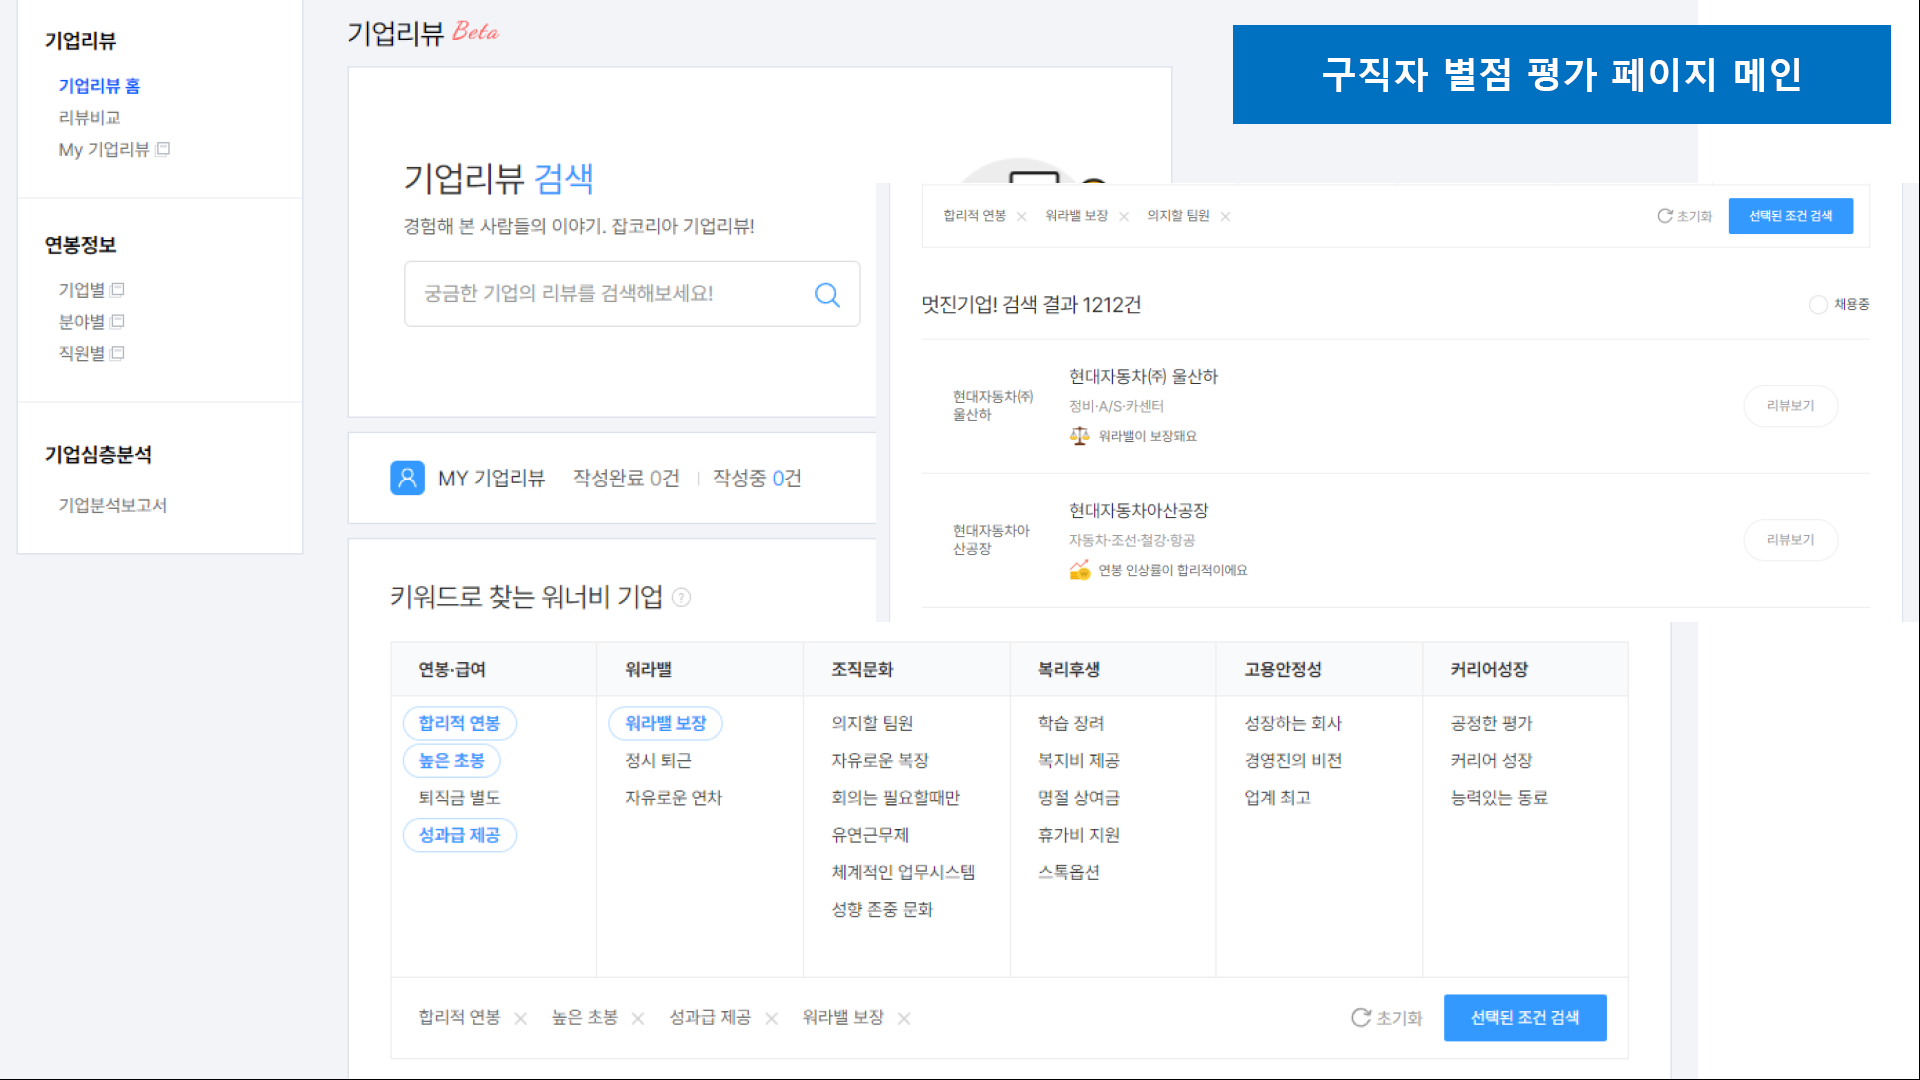 기업리뷰
기업리뷰 홈
리뷰비교
My 기업리뷰
연봉정보
기업별
분야별
직원별
기업심층분석
기업분석보고서
기업리뷰 Beta
구직자 별점 평가 페이지 메인
기업리뷰 검색
경험해 본 사람들의 이야기. 잡코리아 기업리뷰!
궁금한 기업의 리뷰를 검색해보세요!
MY 기업리뷰 작성완료 0건 작성중 0건
합리적 연봉 워라밸 보장 의지할 팀원 초기화 선택된 조건 검색
멋진기업! 검색 결과 1212건 채용중
현대자동차㈜
울산하
현대자동차㈜ 울산하
정비·A/S·카센터
워라밸이 보장돼요
리뷰보기
현대자동차아
산공장
현대자동차아산공장
자동차·조선·철강·항공
연봉 인상률이 합리적이에요
리뷰보기
키워드로 찾는 워너비 기업 ?
연봉·급여 워라밸 조직문화 복리후생 고용안정성 커리어성장
합리적 연봉 워라밸 보장 의지할 팀원 학습 장려 성장하는 회사 공정한 평가
높은 초봉 정시 퇴근 자유로운 복장 복지비 제공 경영진의 비전 커리어 성장
퇴직금 별도 자유로운 연차 회의는 필요할때만 명절 상여금 업계 최고 능력있는 동료
성과급 제공 유연근무제 휴가비 지원
체계적인 업무시스템 스톡옵션
성향 존중 문화
합리적 연봉 높은 초봉 성과급 제공 워라밸 보장 초기화 선택된 조건 검색